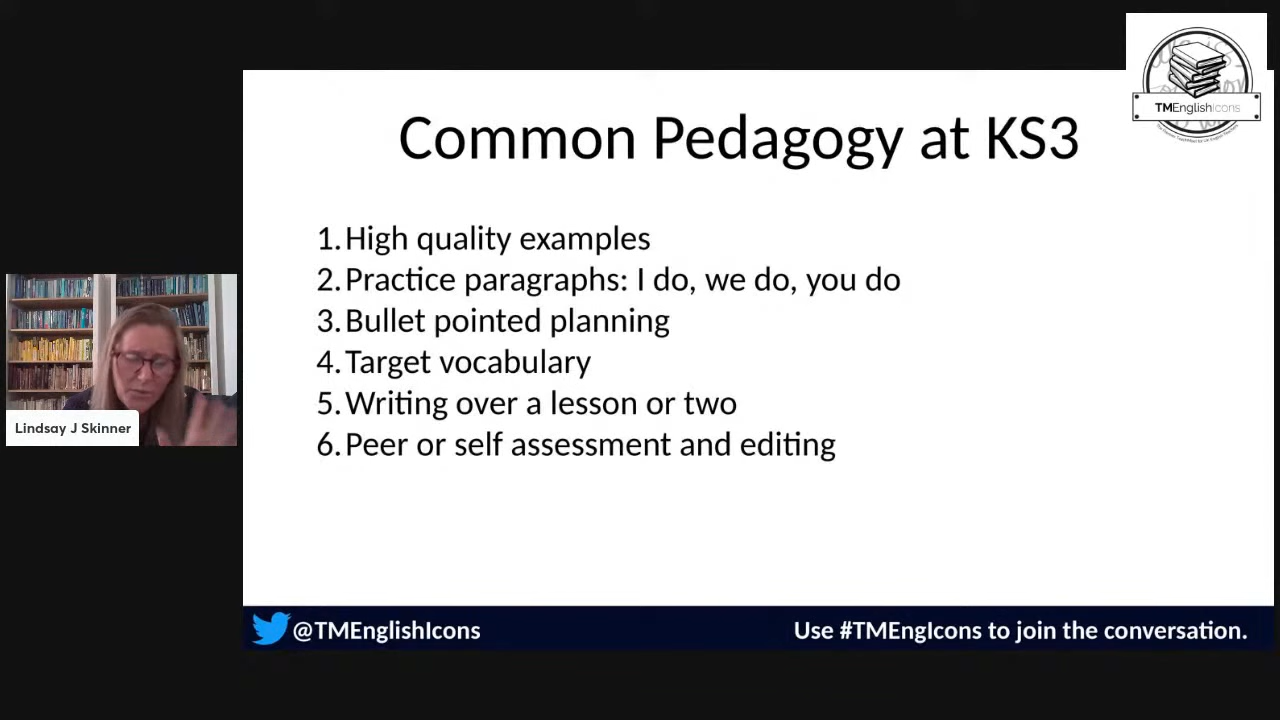 TMEnglishIcons
Common Pedagogy at KS3
1. High quality examples
2. Practice paragraphs: I do, we do, you do
3. Bullet pointed planning
4. Target vocabulary
5. Writing over a lesson or two
6. Peer or self assessment and editing
Lindsay J Skinner
@TMEnglishIcons
Use #TMEngIcons to join the conversation.